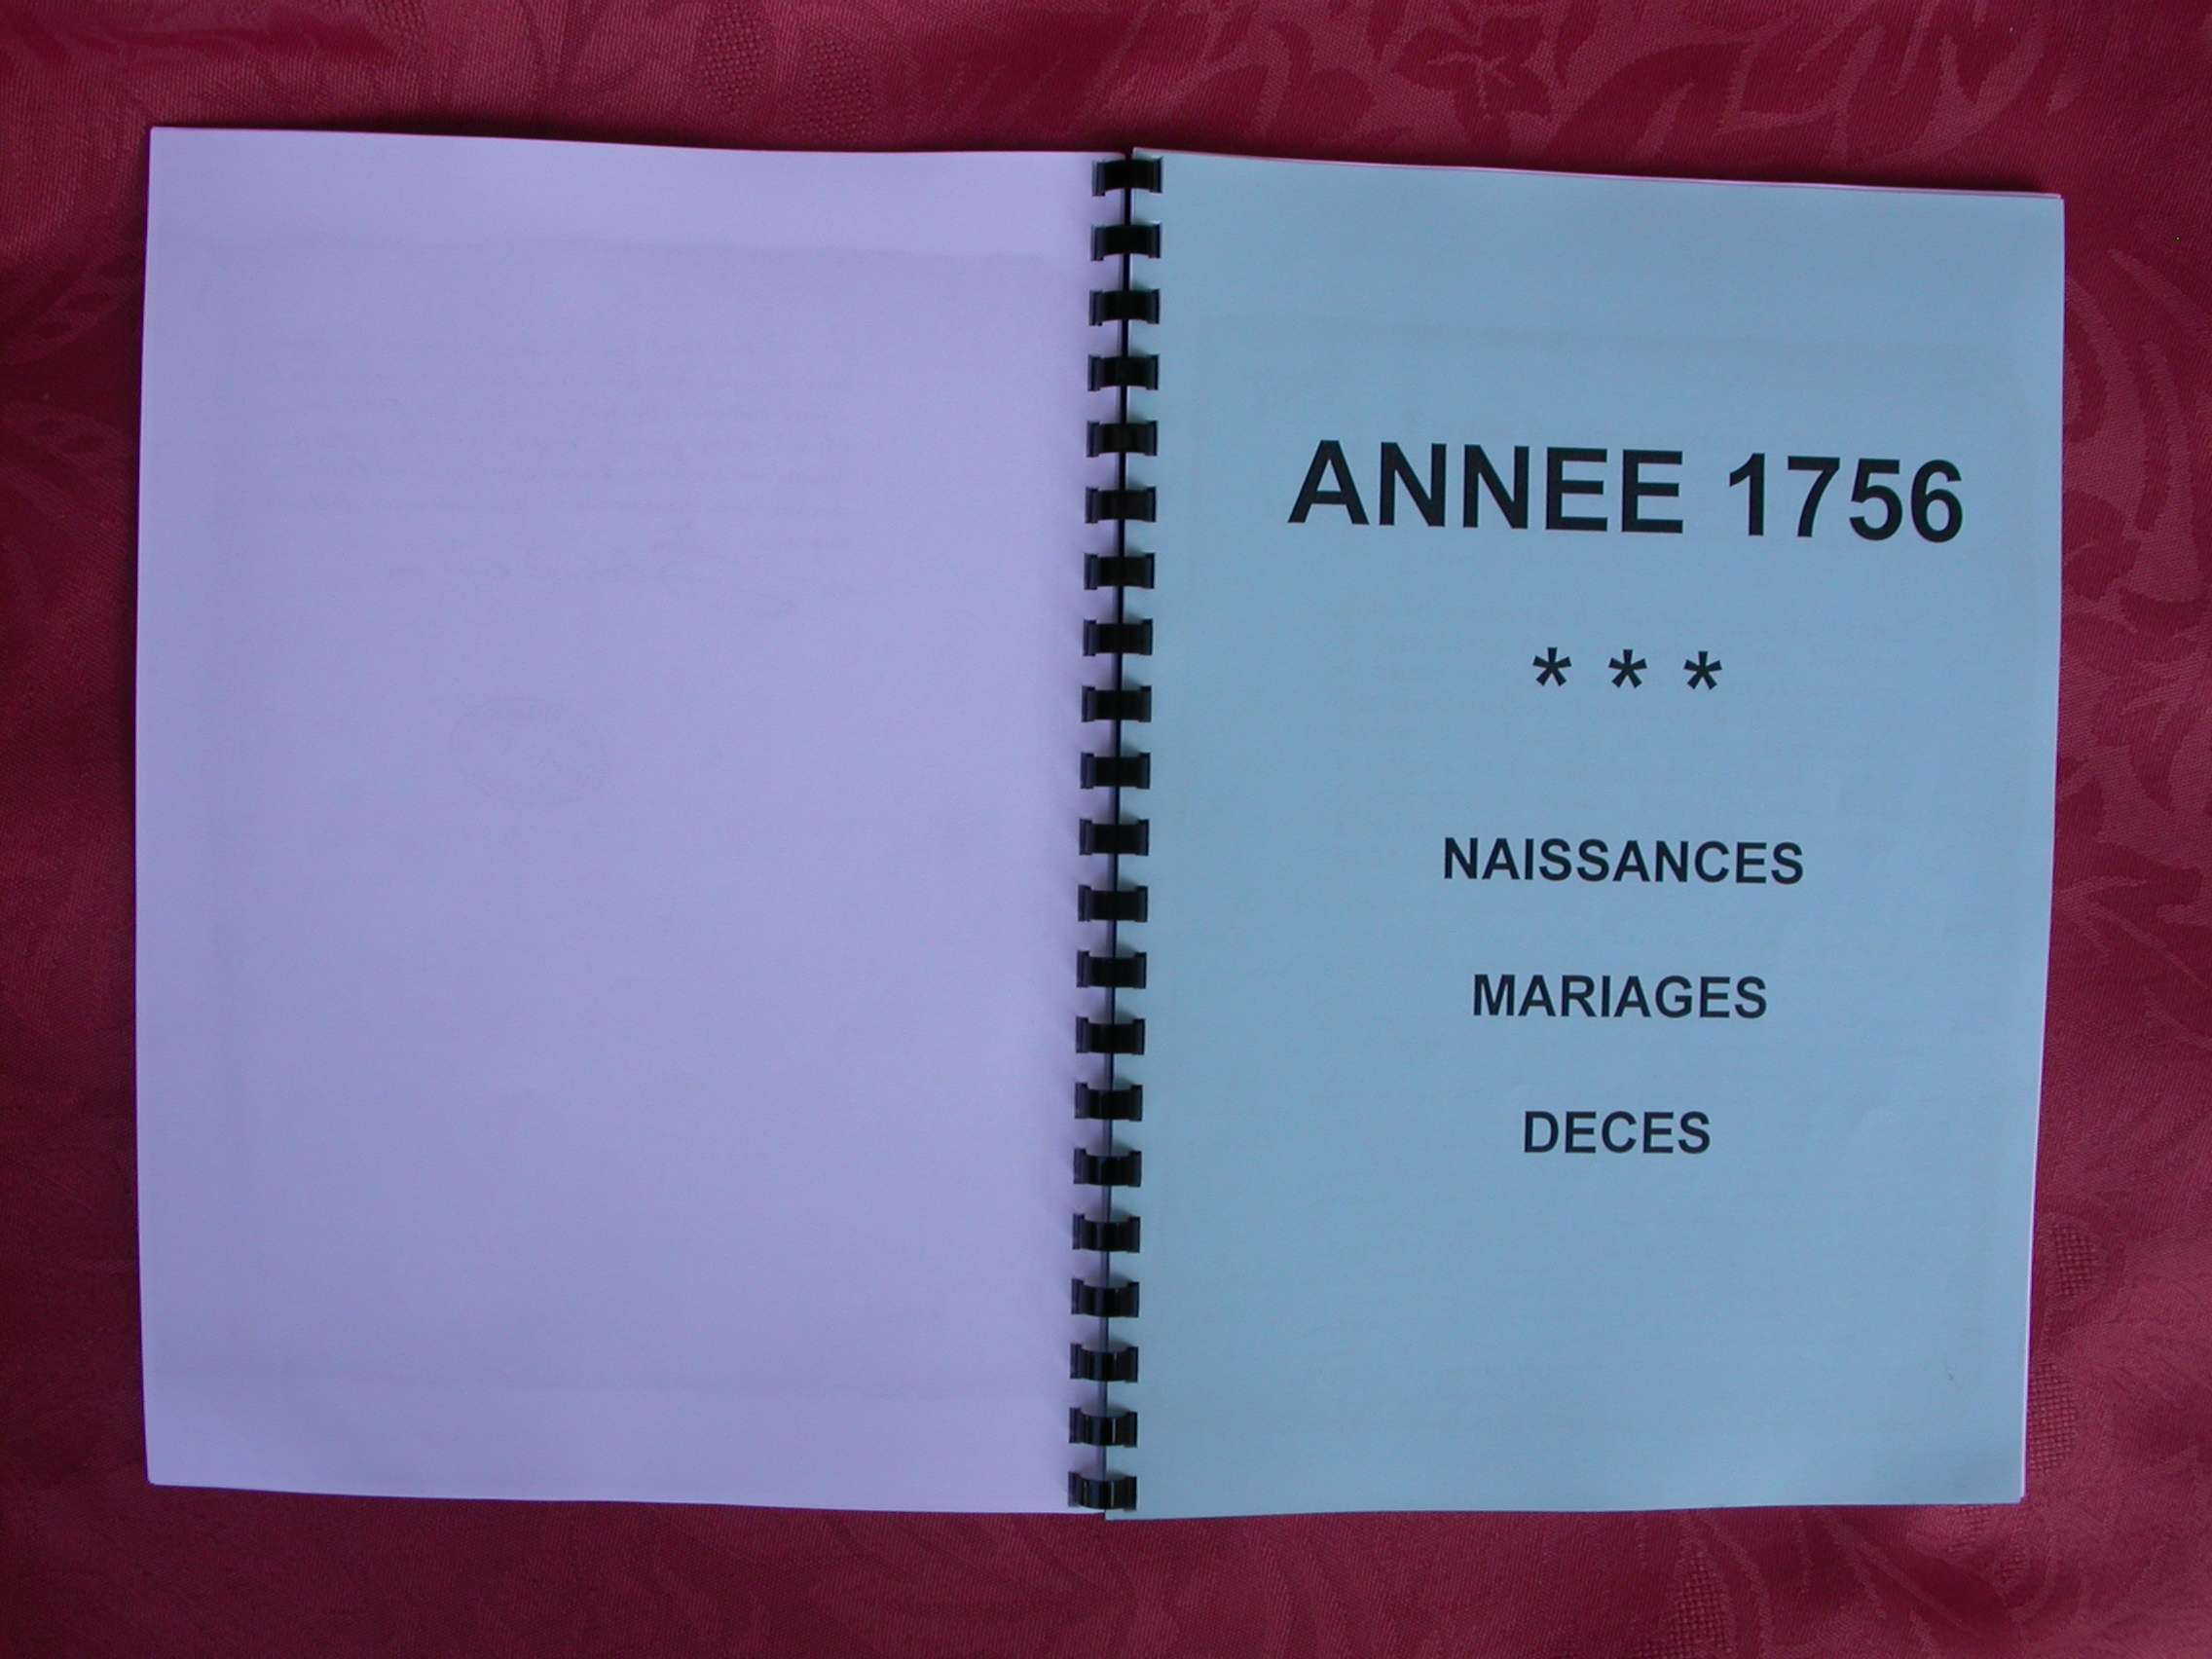 ANNEE 1756
* * *
NAISSANCES
MARIAGES
DECES